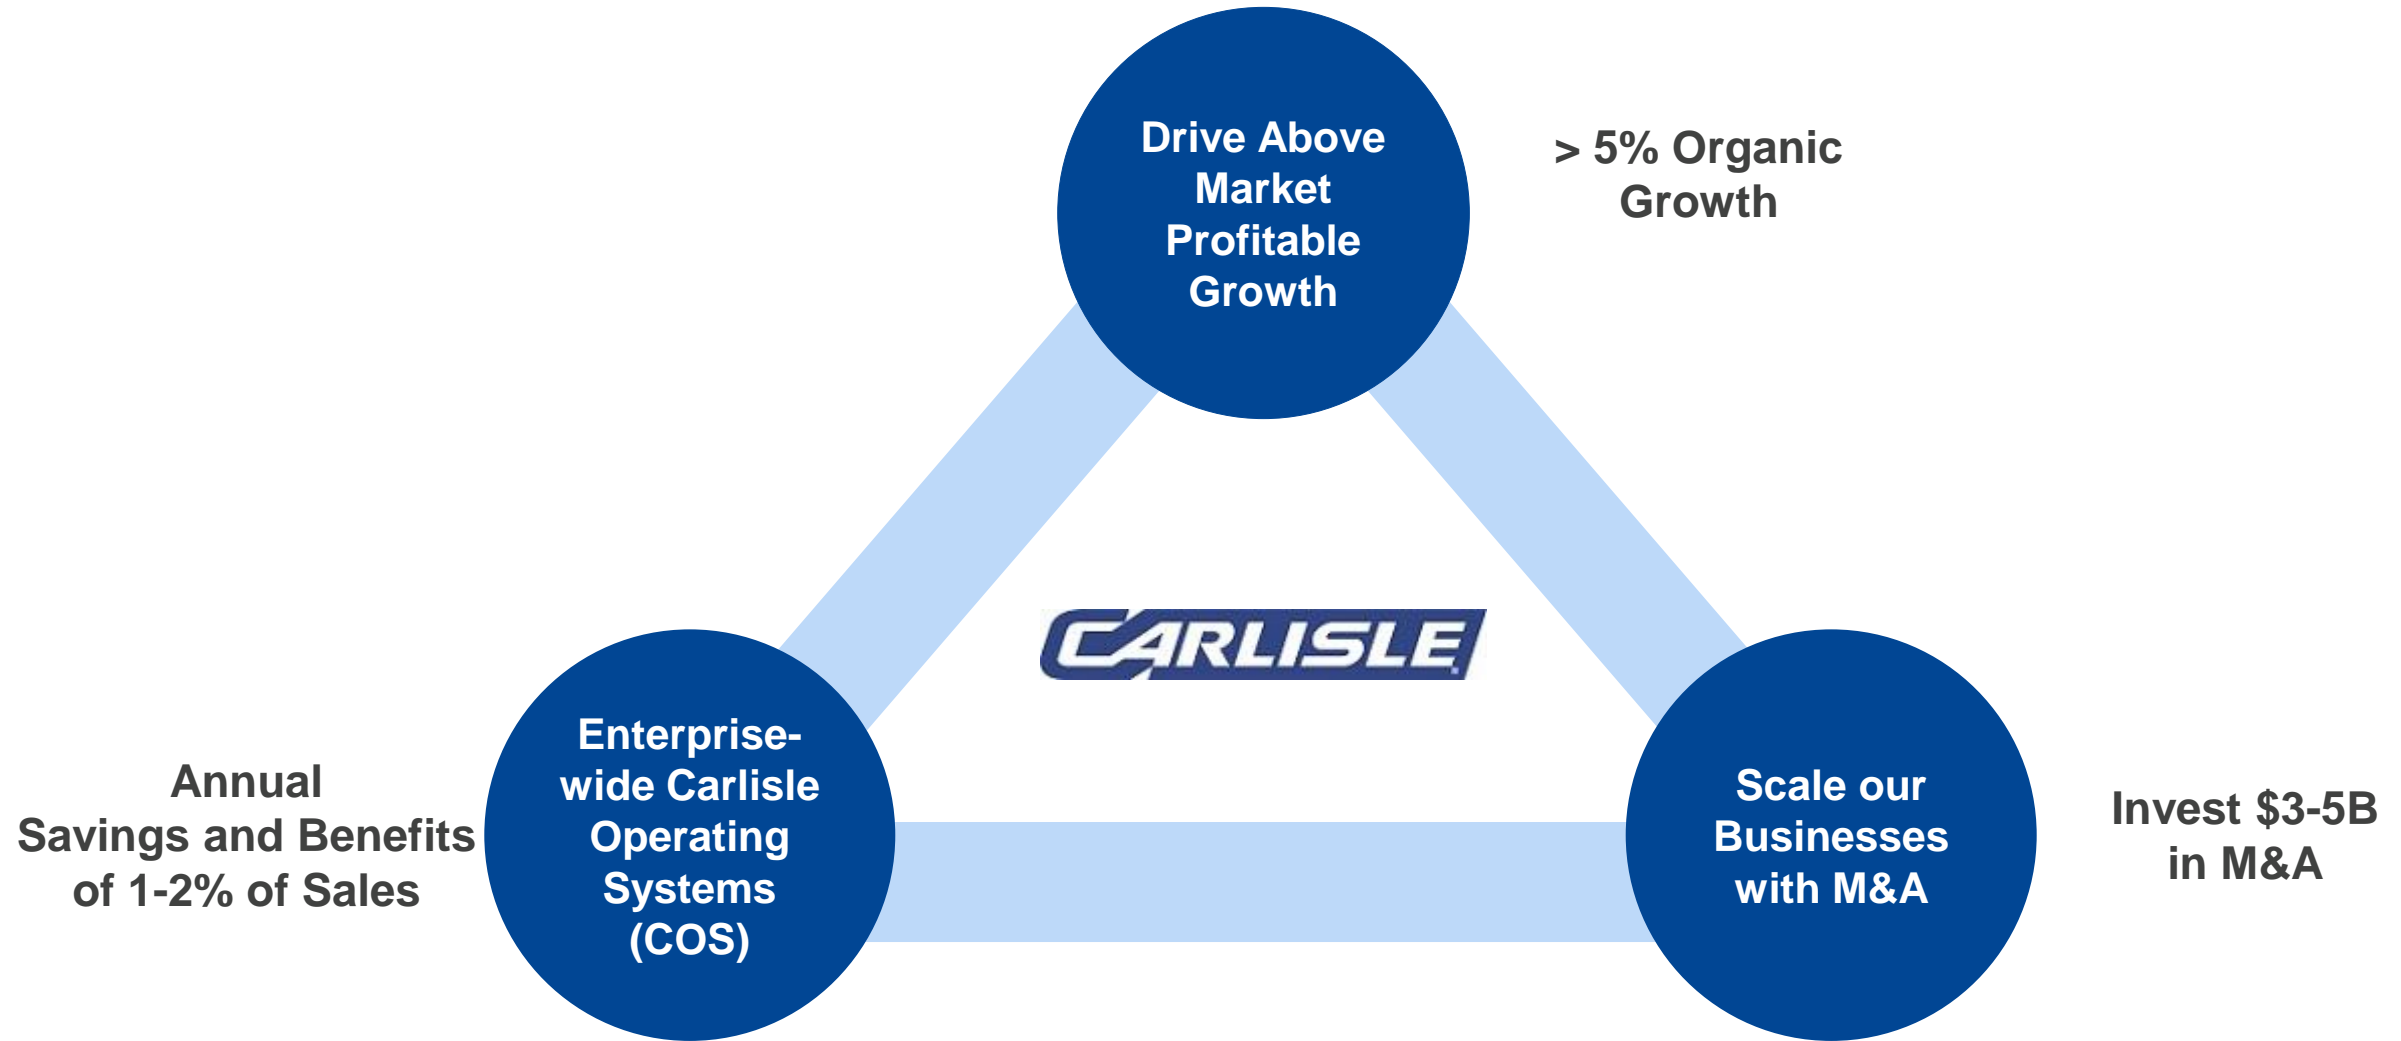 Drive Above
Market
Profitable
Growth
> 5% Organic
Growth
CARLISLE
Enterprise-
wide Carlisle
Operating
Systems
(COS)
Annual
Savings and Benefits
of 1-2% of Sales
Scale our
Businesses
with M&A
Invest $3-5B
in M&A